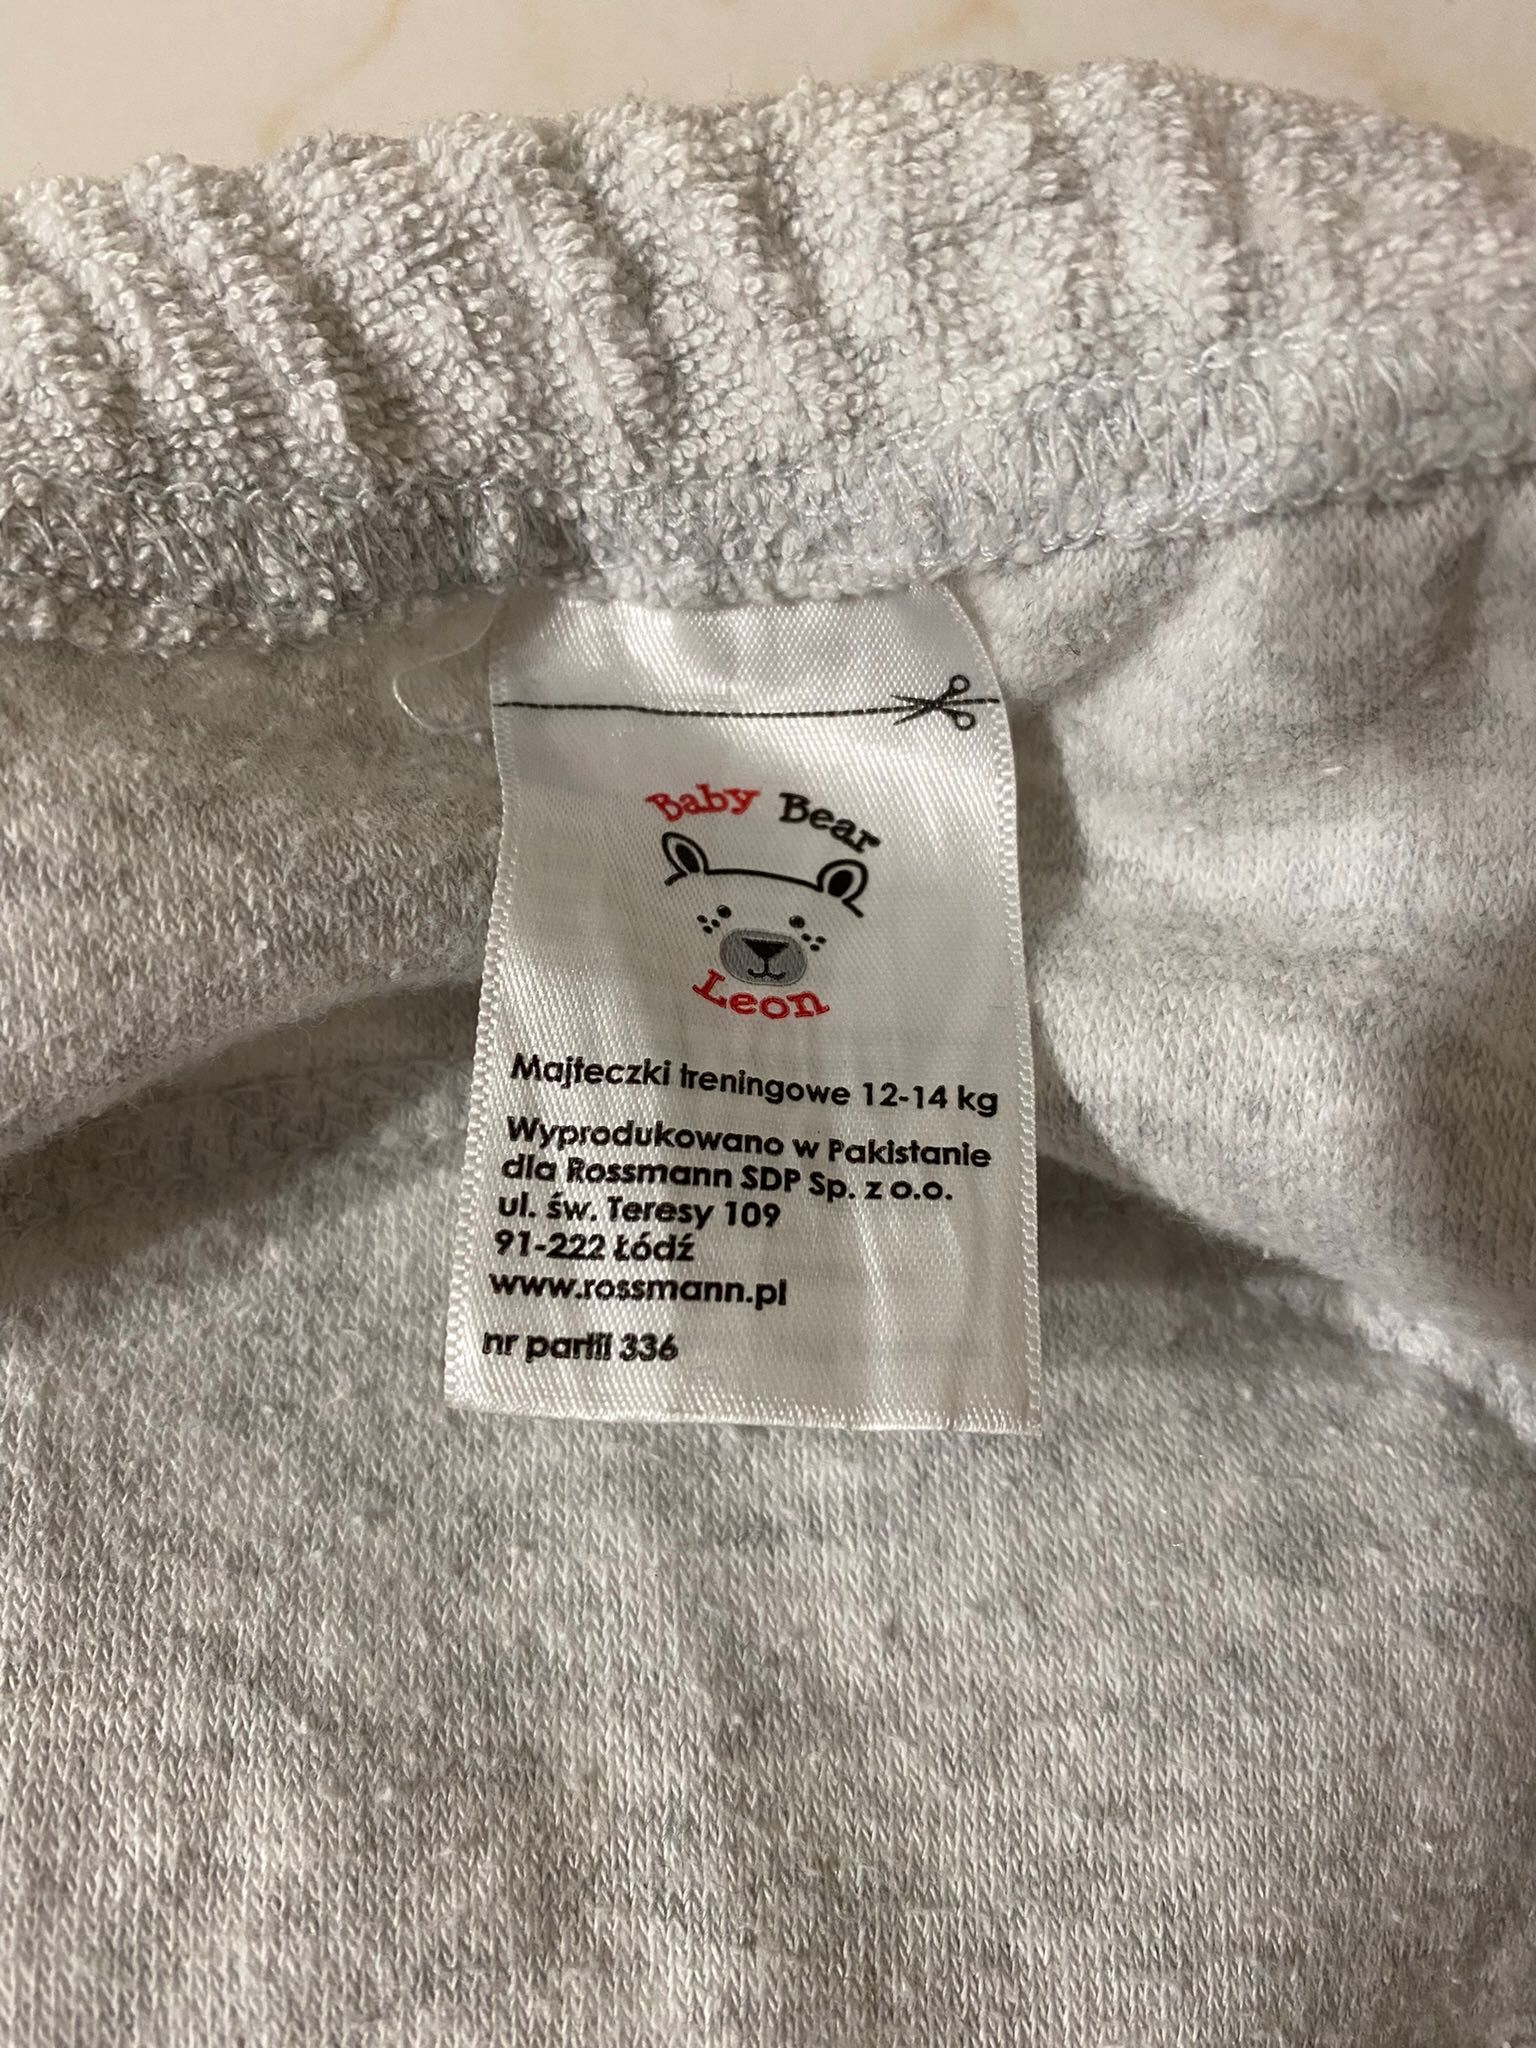 Baby Bear
Leon
Majteczki treningowe 12-14 kg
Wyprodukowano w Pakistanie
dla Rossmann SDP Sp. z o.o.
ul. św. Teresy 109
91-222 Łódź
www.rossmann.pl
nr partii 336